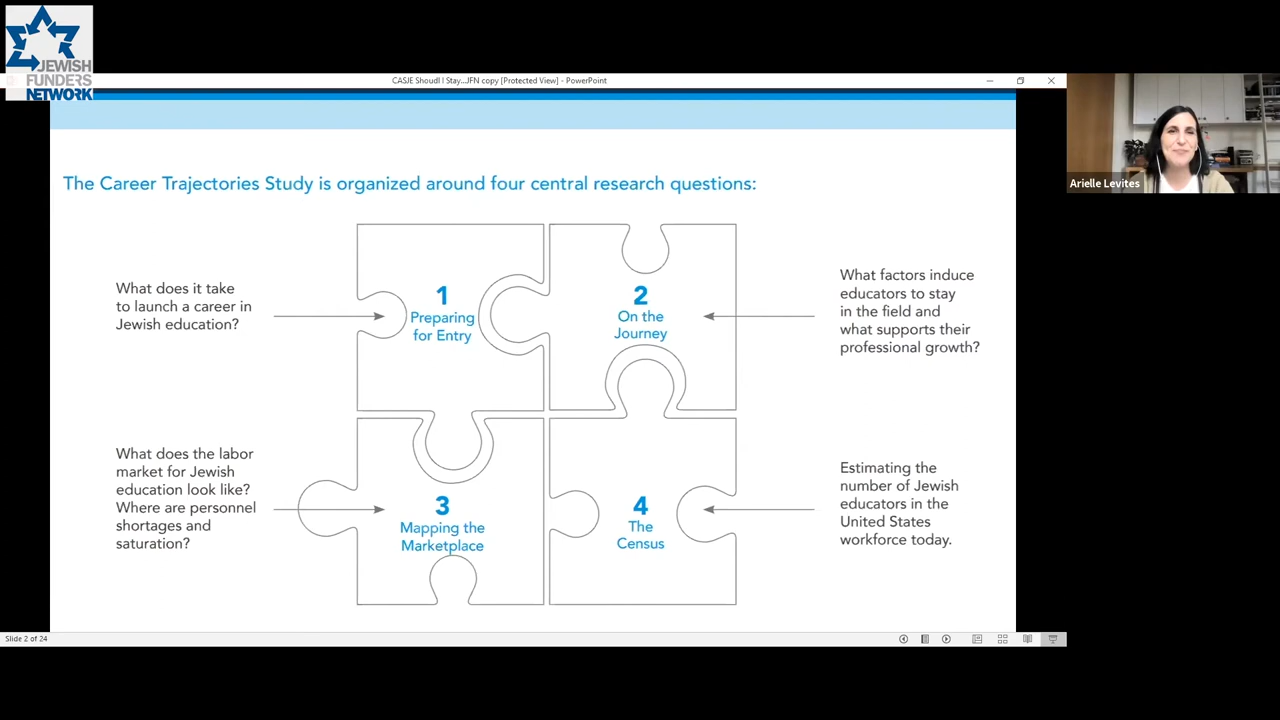 JEWISH
FUNDERS
NETWORK
CASJE Shoudl I Stay...JFN copy [Protected View] - PowerPoint
Arielle Levites
The Career Trajectories Study is organized around four central research questions:
What does it take
to launch a career in
Jewish education?
1
Preparing
for Entry
2
On the
Journey
What factors induce
educators to stay
in the field and
what supports their
professional growth?
What does the labor
market for Jewish
education look like?
Where are personnel
shortages and
saturation?
3
Mapping the
Marketplace
4
The
Census
Estimating the
number of Jewish
educators in the
United States
workforce today.
Slide 2 of 24